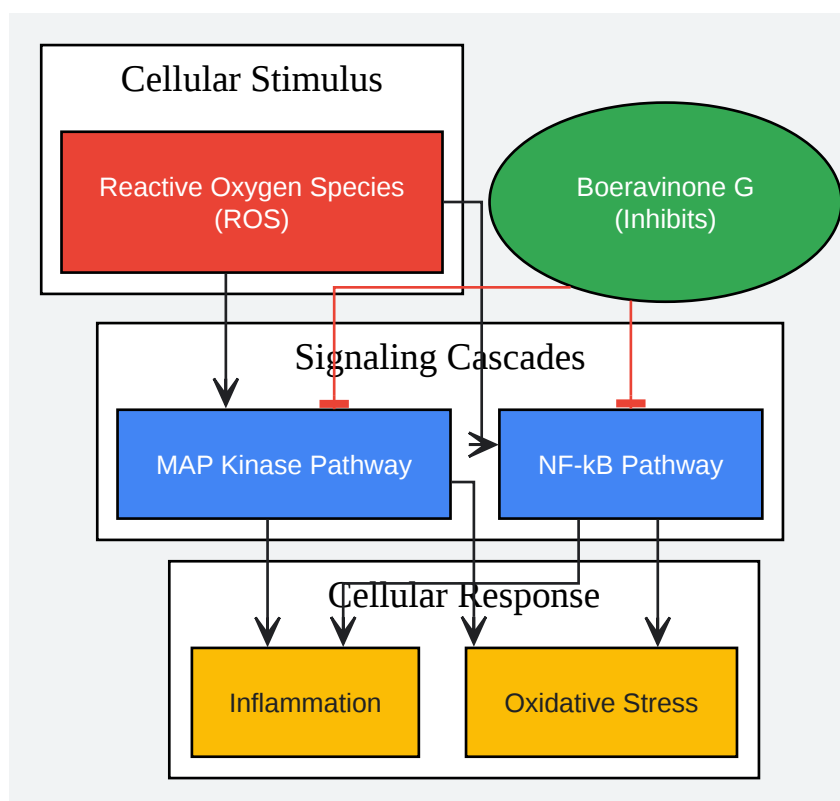 Cellular Stimulus
Reactive Oxygen Species
(ROS)
Boeravinone G
(Inhibits)
Signaling Cascades
MAP Kinase Pathway
NF-kB Pathway
Cellular Response
Inflammation
Oxidative Stress